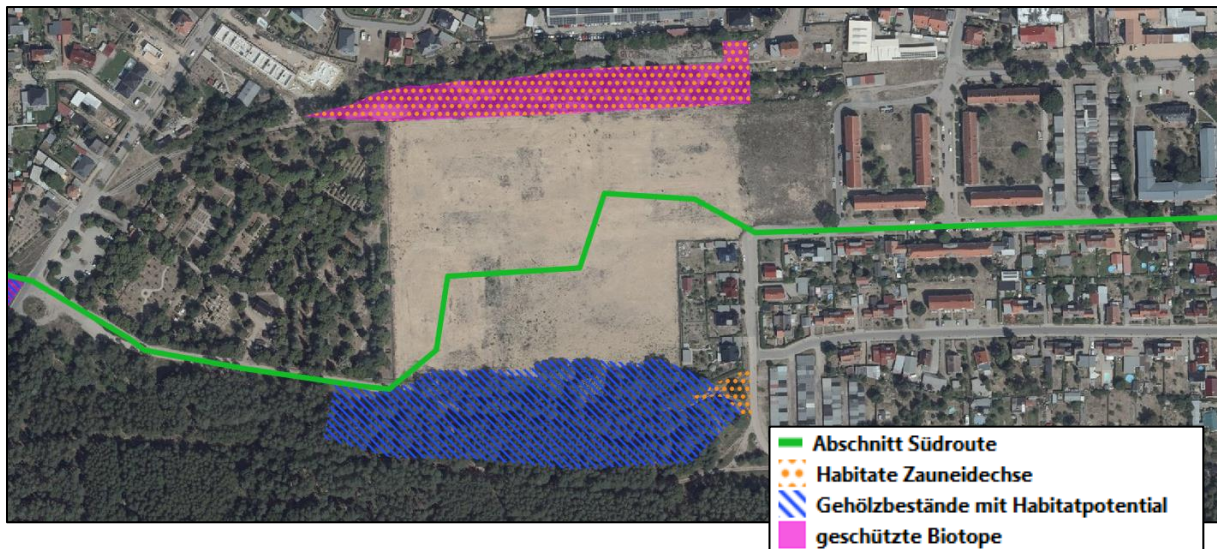 Abschnitt Südroute
Habitate Zauneidechse
Gehölzbestände mit Habitatpotential
geschützte Biotope